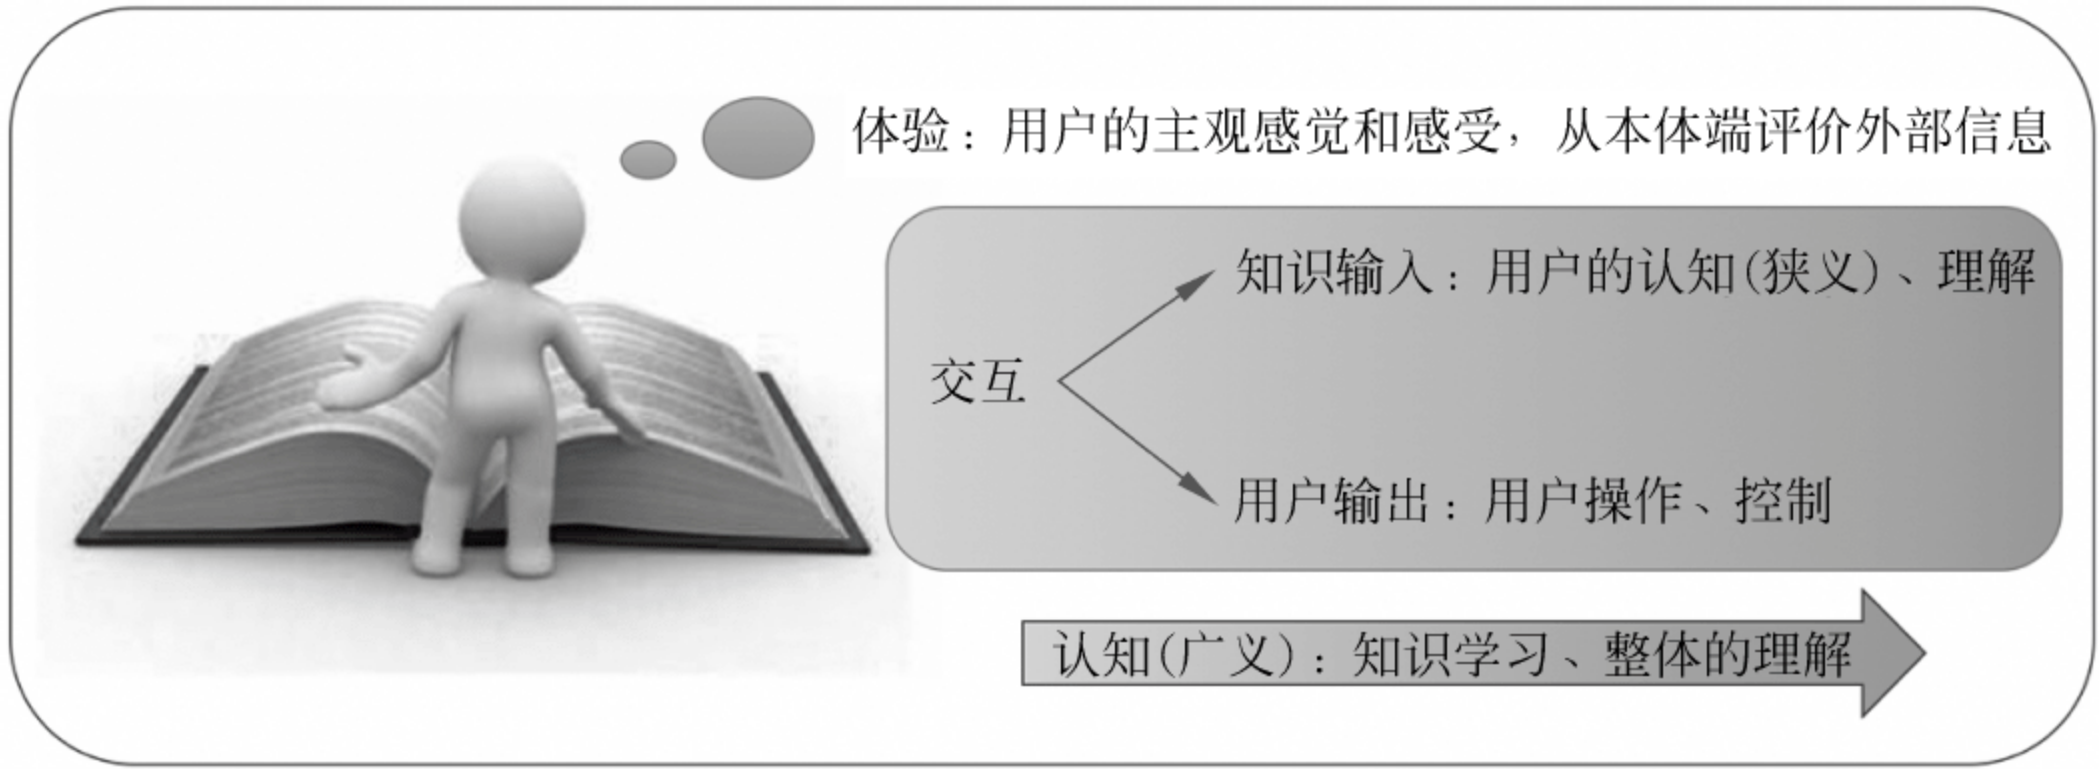 体验：用户的主观感觉和感受，从本体端评价外部信息
知识输入：用户的认知(狭义)、理解
交互
用户输出：用户操作、控制
认知(广义)：知识学习、整体的理解